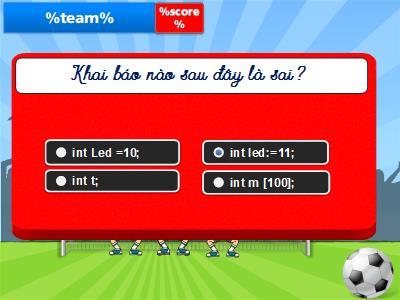 %team%
%score
%
Khai báo nào sau đây là sai?
int Led =10;
int led:=11;
int t;
int m [100];